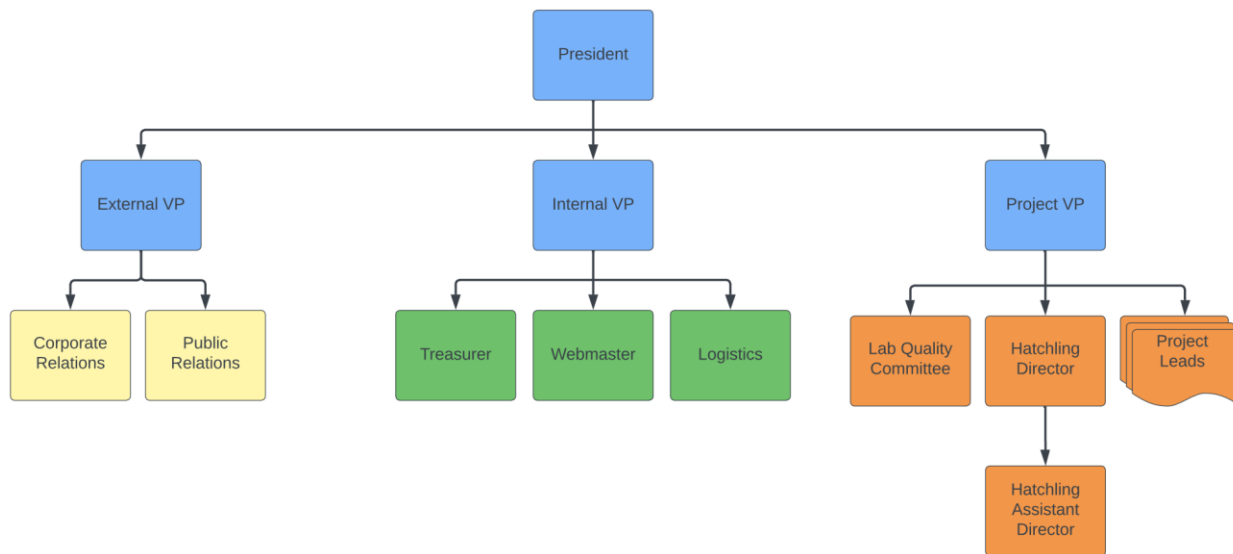 President
External VP
Internal VP
Project VP
Corporate
Relations
Public
Relations
Treasurer
Webmaster
Logistics
Lab Quality
Committee
Hatchling
Director
Project
Leads
Hatchling
Assistant
Director